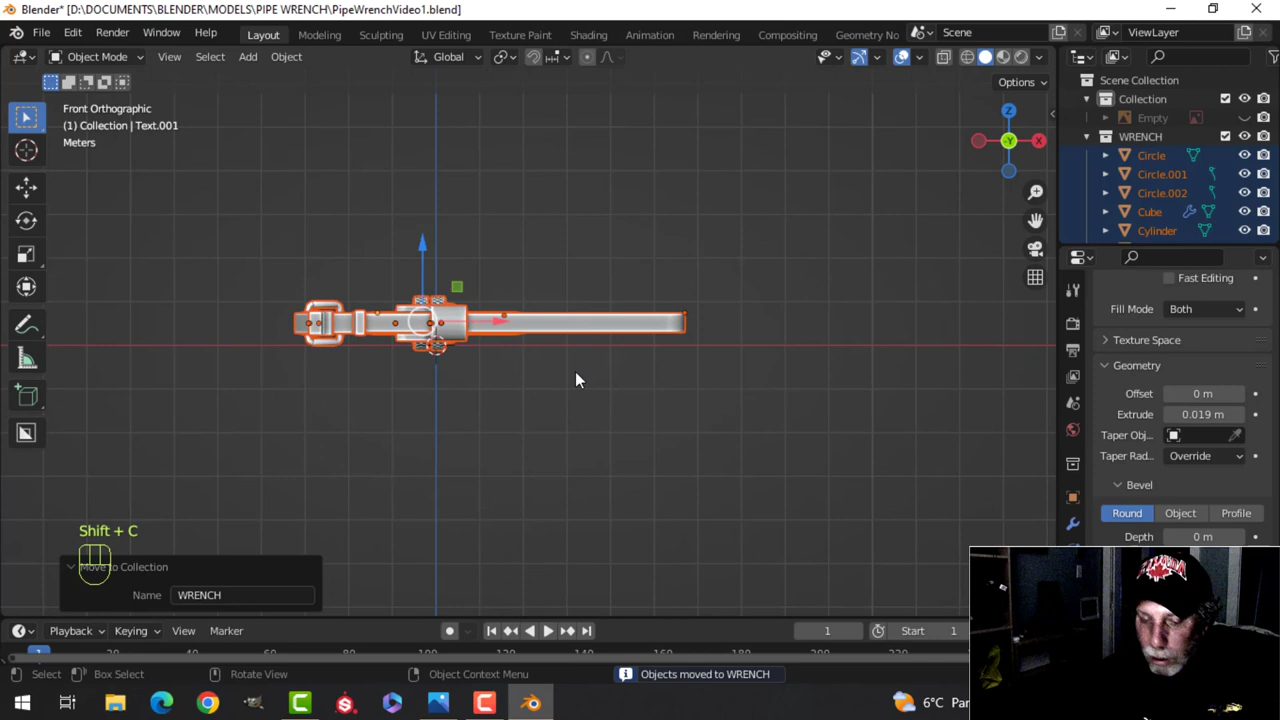 Blender* [D:\DOCUMENTS\BLENDER\MODELS\PIPE WRENCH\PipeWrenchVideo1.blend]
File Edit Render Window Help Layout Modeling Sculpting UV Editing Texture Paint Shading Animation Rendering Compositing Geometry No Scene ViewLayer
Object Mode View Select Add Object Global
Options
Front Orthographic
(1) Collection | Text.001
Meters
Z
Y
X
Scene Collection
Collection
Empty
WRENCH
Circle
Circle.001
Circle.002
Cube
Cylinder
Fast Editing
Fill Mode Both
Texture Space
Geometry
Offset 0 m
Extrude 0.019 m
Taper Obj..
Taper Rad.. Override
Bevel
Round Object Profile
Depth 0 m
Shift + C
Move to Collection
Name WRENCH
Playback Keying View Marker 1 Start 1
Select Box Select Rotate View Object Context Menu Objects moved to WRENCH
6°C Par